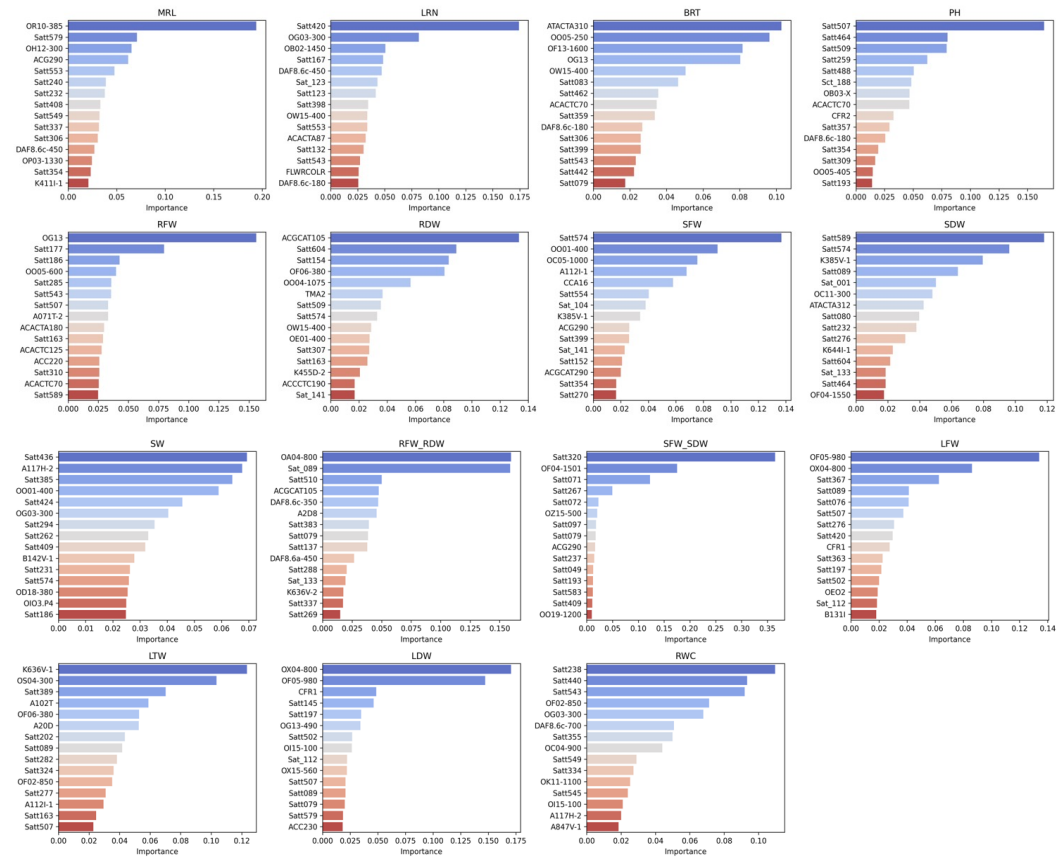 MRL
OR10-385
Satt579
OH12-300
ACG290
Satt553
Satt240
Satt232
Satt408
Satt549
Satt337
Satt306
DAF8.6c-450
OP03-1330
Satt354
K411I-1
0.00 0.05 0.10 0.15 0.20
Importance
LRN
Satt420
OG03-300
OB02-1450
Satt167
DAF8.6c-450
Sat_123
Satt123
Satt398
OW15-400
Satt553
ACACTA87
Satt132
Satt543
FLWRCOLR
DAF8.6c-180
0.000 0.025 0.050 0.075 0.100 0.125 0.150 0.175
Importance
BRT
ATACTA310
OO05-250
OF13-1600
OG13
OW15-400
Satt083
Satt462
ACACTC70
Satt359
DAF8.6c-180
Satt306
Satt399
Satt543
Satt442
Satt079
0.00 0.02 0.04 0.06 0.08 0.10
Importance
PH
Satt507
Satt464
Satt509
Satt259
Satt488
Sct_188
OB03-X
ACACTC70
CFR2
Satt357
DAF8.6c-180
Satt354
Satt309
OO05-405
Satt193
0.000 0.025 0.050 0.075 0.100 0.125 0.150
Importance
RFW
OG13
Satt177
Satt186
OO05-600
Satt285
Satt543
Satt507
A071T-2
ACACTA180
Satt163
ACACTC125
ACC220
Satt310
ACACTC70
Satt589
0.000 0.025 0.050 0.075 0.100 0.125 0.150
Importance
RDW
ACGCAT105
Satt604
Satt154
OF06-380
OO04-1075
TMA2
Satt509
Satt574
OW15-400
OE01-400
Satt307
Satt163
K455D-2
ACCCTC190
Sat_141
0.00 0.02 0.04 0.06 0.08 0.10 0.12 0.14
Importance
SFW
Satt574
OO01-400
OC05-1000
A112I-1
CCA16
Satt554
Sat_104
K385V-1
ACG290
Satt399
Sat_141
Satt152
ACGCAT290
Satt354
Satt270
0.00 0.02 0.04 0.06 0.08 0.10 0.12 0.14
Importance
SDW
Satt589
Satt574
K385V-1
Satt089
Sat_001
OC11-300
ATACTA312
Satt080
Satt232
Satt276
K644I-1
Satt604
Sat_133
Satt464
OF04-1550
0.00 0.02 0.04 0.06 0.08 0.10 0.12
Importance
SW
Satt436
A117H-2
Satt385
OO01-400
Satt424
OG03-300
Satt294
Satt262
Satt409
B142V-1
Satt231
Satt574
OD18-380
OIO3.P4
Satt186
0.00 0.01 0.02 0.03 0.04 0.05 0.06 0.07
Importance
RFW_RDW
OA04-800
Sat_089
Satt510
ACGCAT105
DAF8.6c-350
A2D8
Satt383
Satt079
Satt137
DAF8.6a-450
Satt288
Sat_133
K636V-2
Satt337
Satt269
0.000 0.025 0.050 0.075 0.100 0.125 0.150
Importance
SFW_SDW
Satt320
OF04-1501
Satt071
Satt267
Satt072
OZ15-500
Satt097
Satt079
ACG290
Satt237
Satt049
Satt193
Satt583
Satt409
OO19-1200
0.00 0.05 0.10 0.15 0.20 0.25 0.30 0.35
Importance
LFW
OF05-980
OX04-800
Satt367
Satt089
Satt076
Satt507
Satt276
Satt420
CFR1
Satt363
Satt197
Satt502
OEO2
Sat_112
B131I
0.00 0.02 0.04 0.06 0.08 0.10 0.12 0.14
Importance
LTW
K636V-1
OS04-300
Satt389
A102T
OF06-380
A20D
Satt202
Satt089
Satt282
Satt324
OF02-850
Satt277
A112I-1
Satt163
Satt507
0.00 0.02 0.04 0.06 0.08 0.10 0.12
Importance
LDW
OX04-800
OF05-980
CFR1
Satt145
Satt197
OG13-490
Satt502
OI15-100
Sat_112
OX15-560
Satt507
Satt089
Satt079
Satt579
ACC230
0.000 0.025 0.050 0.075 0.100 0.125 0.150 0.175
Importance
RWC
Satt238
Satt440
Satt543
OF02-850
OG03-300
DAF8.6c-700
Satt355
OC04-900
Satt549
Satt334
OK11-1100
Satt545
OI15-100
A117H-2
A847V-1
0.00 0.02 0.04 0.06 0.08 0.10
Importance